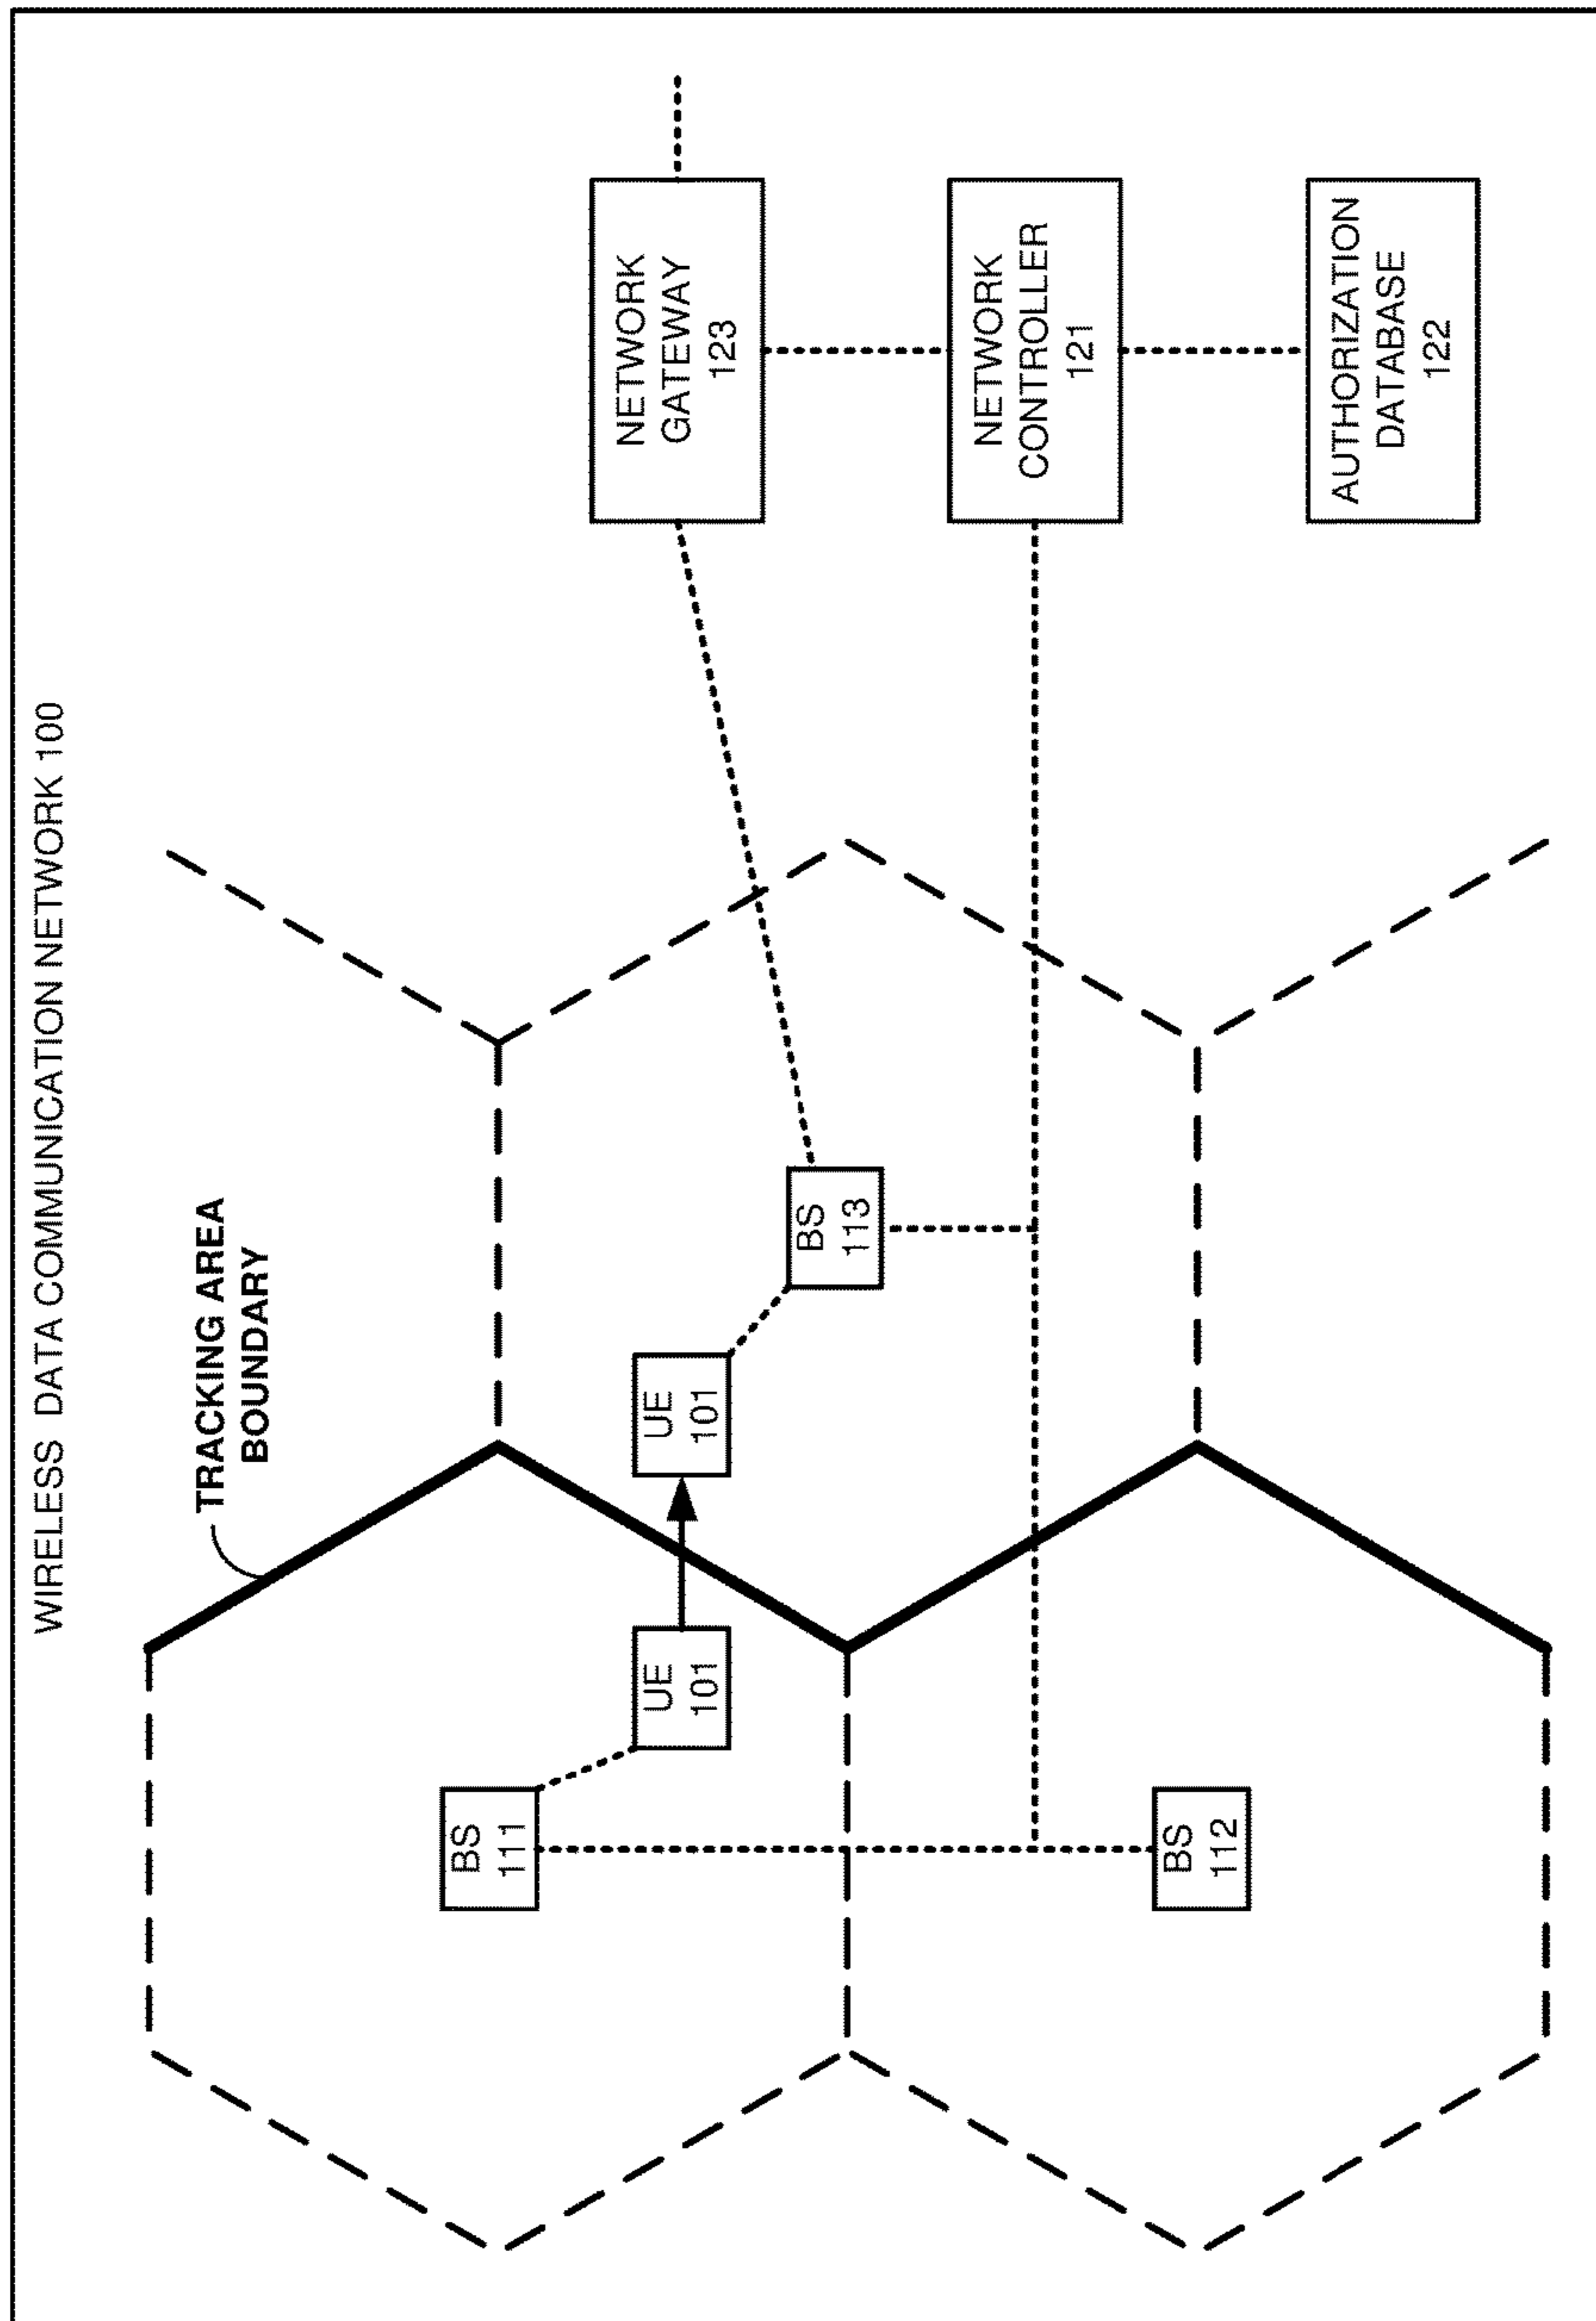 WIRELESS DATA COMMUNICATION NETWORK 100
TRACKING AREA
BOUNDARY
BS
111
UE
101
UE
101
BS
113
BS
112
NETWORK
GATEWAY
123
NETWORK
CONTROLLER
121
AUTHORIZATION
DATABASE
122